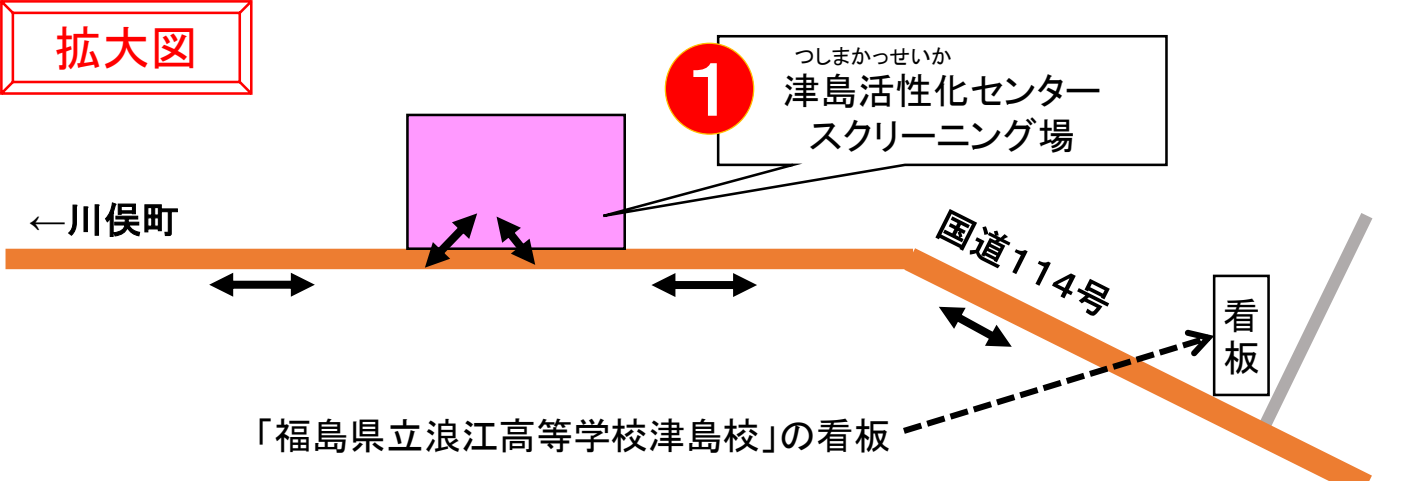 拡大図
1
つしまかっせいか
津島活性化センター
スクリーニング場
←川俣町
国道114号
看板
「福島県立浪江高等学校津島校」の看板